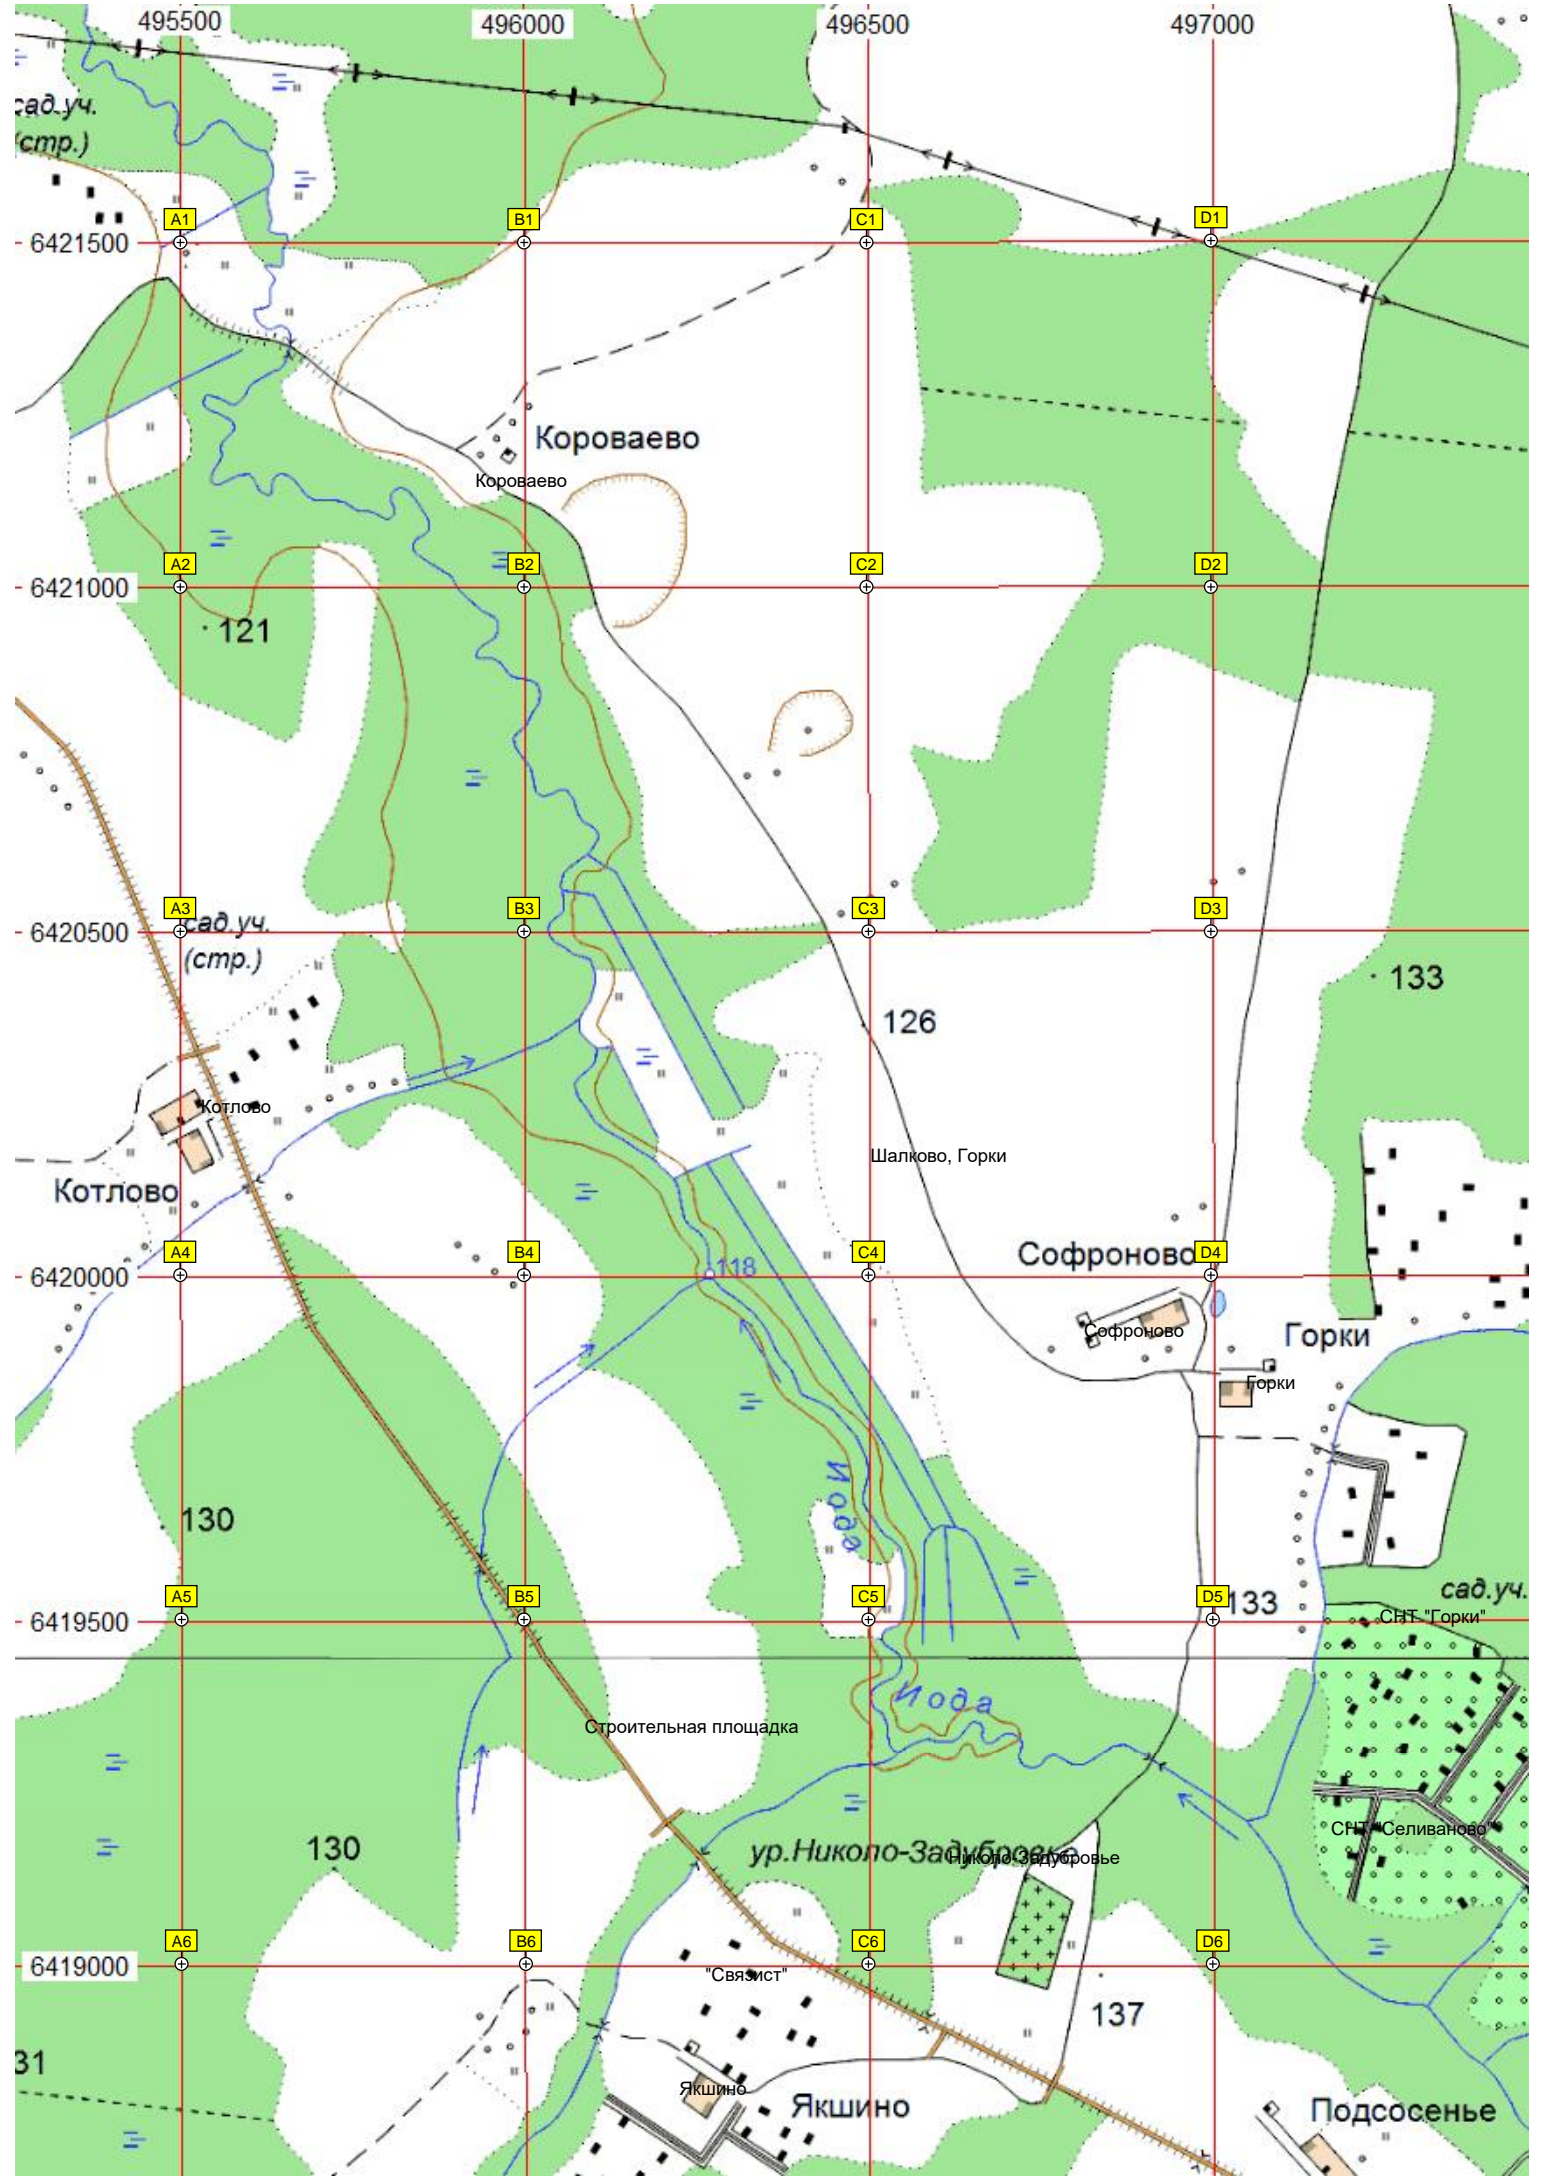 495500 496000 496500 497000
сад.уч.
(стр.)
A1 B1 C1 D1
6421500
Короваево
Короваево
A2 B2 C2 D2
6421000
121
A3 B3 C3 D3
6420500
сад.уч.
(стр.)
133
126
Котлово
Шалково, Горки
Котлово
Софроново
A4 B4 C4 D4
6420000
118
Софроново
Горки
Горки
Иода
130
A5 B5 C5 D5
6419500
133
сад.уч.
СНТ "Горки"
Иода
Строительная площадка
СНТ "Селиваново"
130
ур.Николо-Задубровье
Николо-Задубровье
A6 B6 C6 D6
6419000
"Связист"
137
31
Якшино
Якшино
Подсосенье